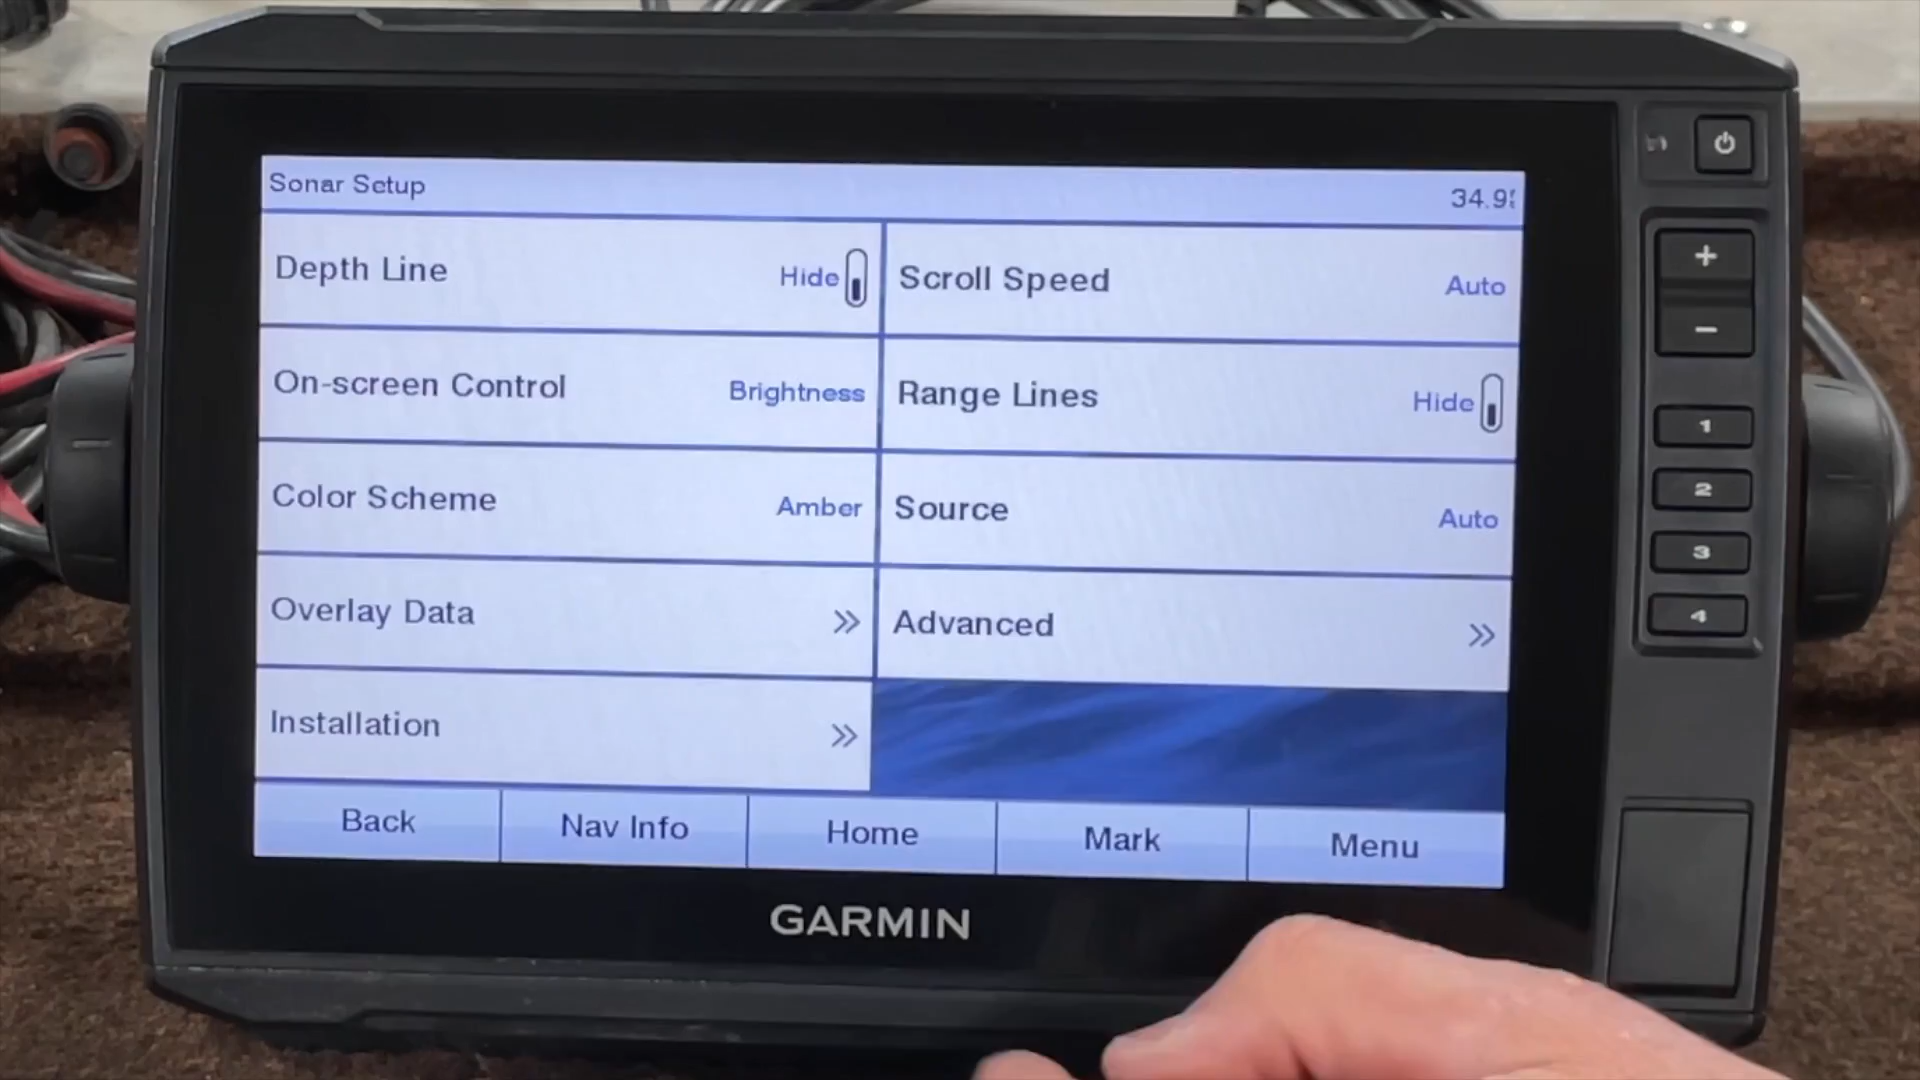 Sonar Setup
34.9 ft
Depth Line Hide
Scroll Speed Auto
On-screen Control Brightness
Range Lines Hide
Color Scheme Amber
Source Auto
Overlay Data »
Advanced »
Installation »
Back Nav Info Home Mark Menu
GARMIN
+
−
1
2
3
4